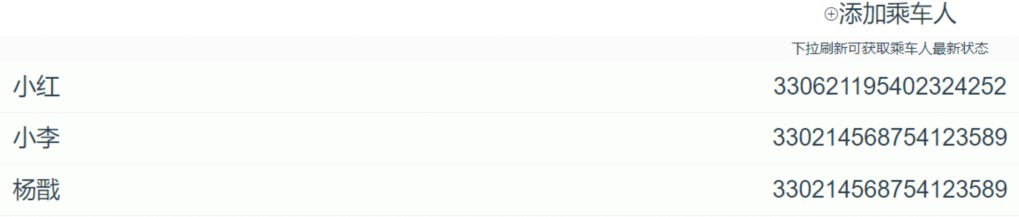 ⊕添加乘车人
下拉刷新可获取乘车人最新状态
小红 330621195402324252
小李 330214568754123589
杨戬 330214568754123589